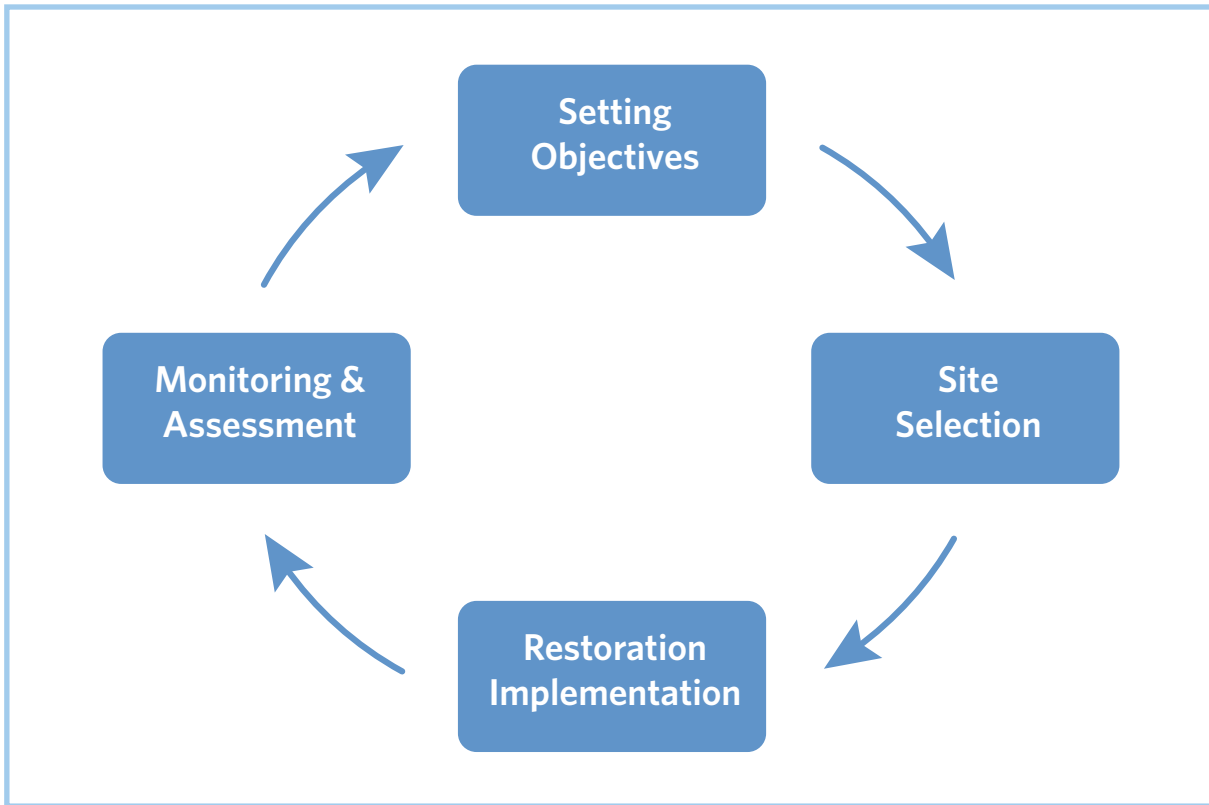 Setting
Objectives
Site
Selection
Restoration
Implementation
Monitoring &
Assessment